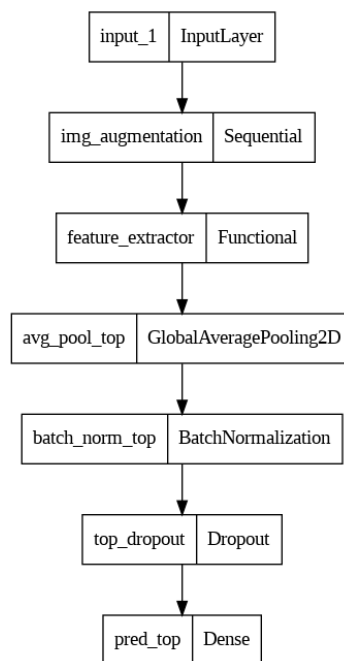 input_1 InputLayer
img_augmentation Sequential
feature_extractor Functional
avg_pool_top GlobalAveragePooling2D
batch_norm_top BatchNormalization
top_dropout Dropout
pred_top Dense